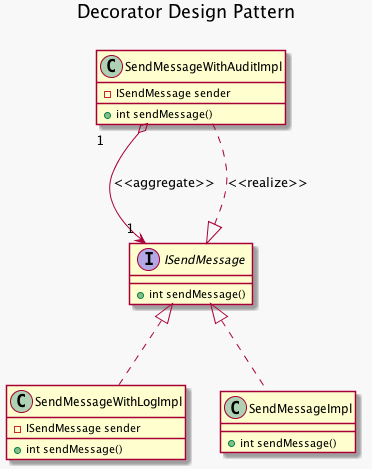 Decorator Design Pattern
C SendMessageWithAuditImpl
ISendMessage sender
int sendMessage()
1
<<aggregate>> <<realize>>
1
I ISendMessage
int sendMessage()
C SendMessageWithLogImpl
ISendMessage sender
int sendMessage()
C SendMessageImpl
int sendMessage()